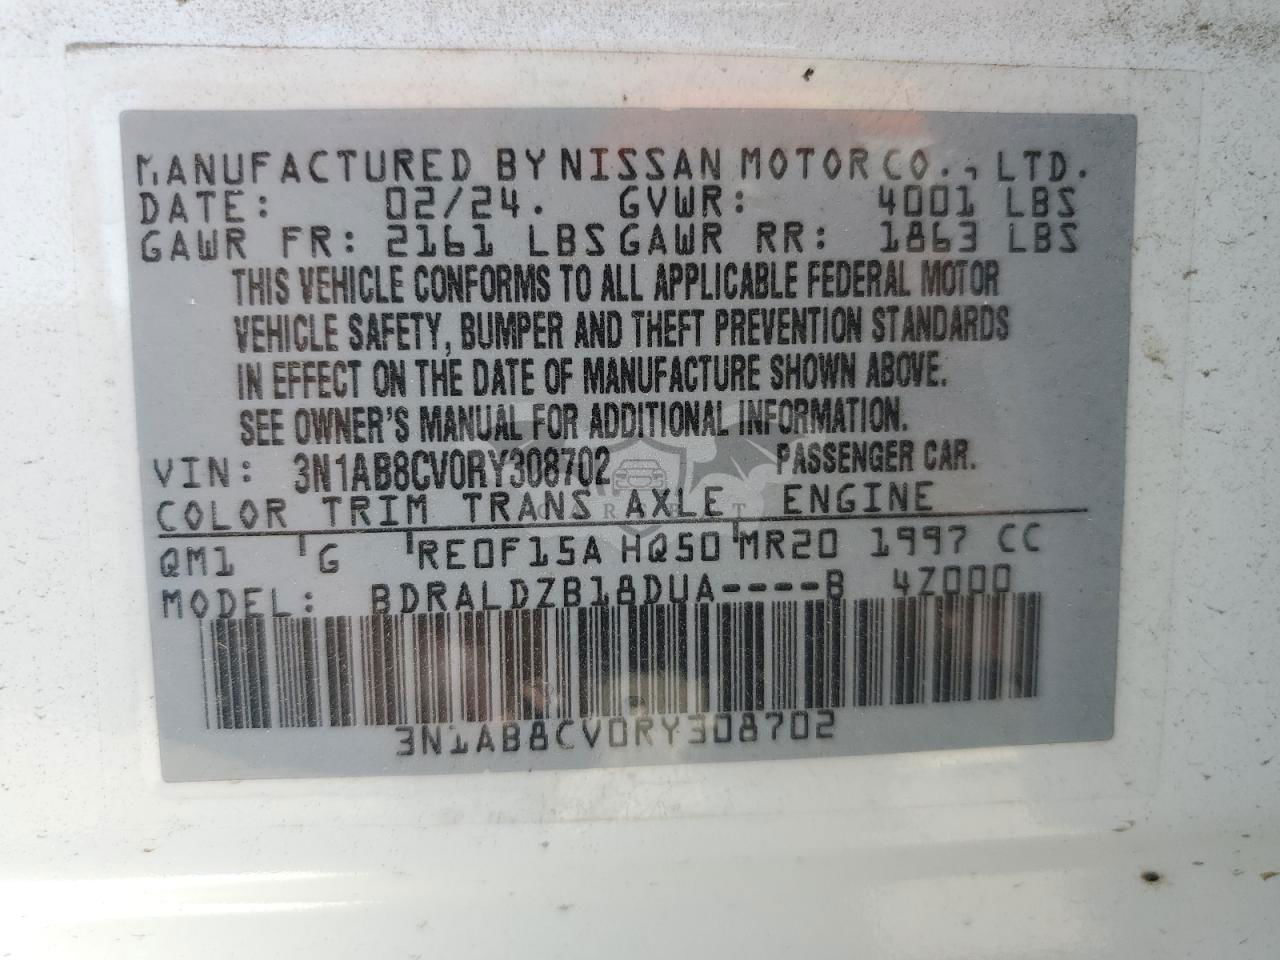 MANUFACTURED BY NISSAN MOTOR CO., LTD.
DATE: 02/24. GVWR: 4001 LBS
GAWR FR: 2161 LBS GAWR RR: 1863 LBS
THIS VEHICLE CONFORMS TO ALL APPLICABLE FEDERAL MOTOR
VEHICLE SAFETY, BUMPER AND THEFT PREVENTION STANDARDS
IN EFFECT ON THE DATE OF MANUFACTURE SHOWN ABOVE.
SEE OWNER'S MANUAL FOR ADDITIONAL INFORMATION.
VIN: 3N1AB8CV0RY308702 PASSENGER CAR.
COLOR TRIM TRANS AXLE ENGINE
QM1 G RE0F15A HQ50 MR20 1997 CC
MODEL: BDRALDZB18DUA----B 4Z000
3N1AB8CV0RY308702